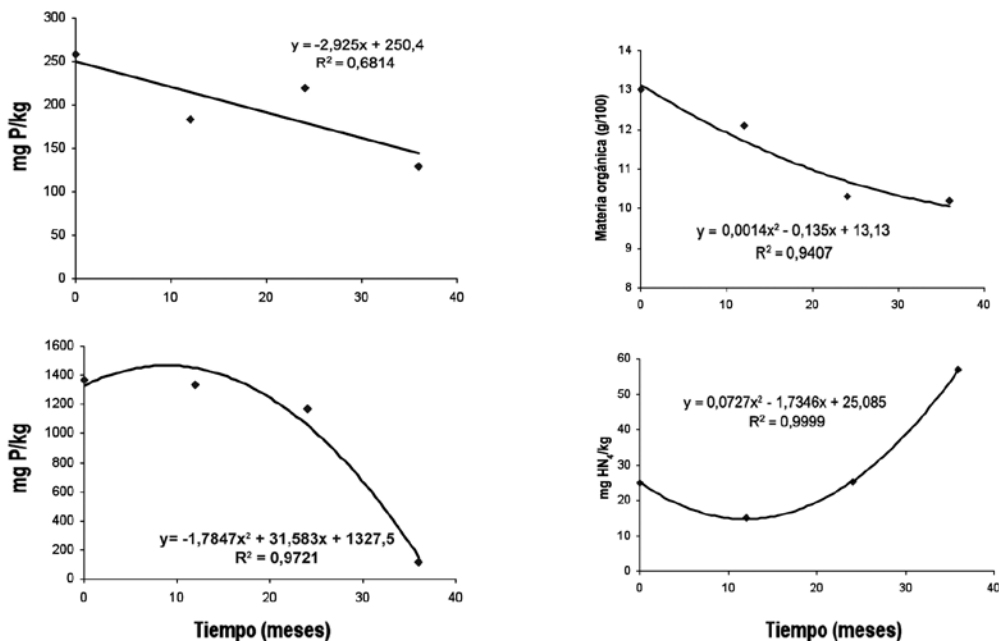 300
250
200
150
100
50
0
mg P/kg
y = -2,925x + 250,4
R² = 0,6814
0 10 20 30 40
14
13
12
11
10
9
8
Materia orgánica (g/100)
y = 0,0014x² - 0,135x + 13,13
R² = 0,9407
0 10 20 30 40
1600
1400
1200
1000
800
600
400
200
0
mg P/kg
y= -1,7847x² + 31,583x + 1327,5
R² = 0,9721
0 10 20 30 40
Tiempo (meses)
60
50
40
30
20
10
0
mg HN₄/kg
y = 0,0727x² - 1,7346x + 25,085
R² = 0,9999
0 10 20 30 40
Tiempo (meses)